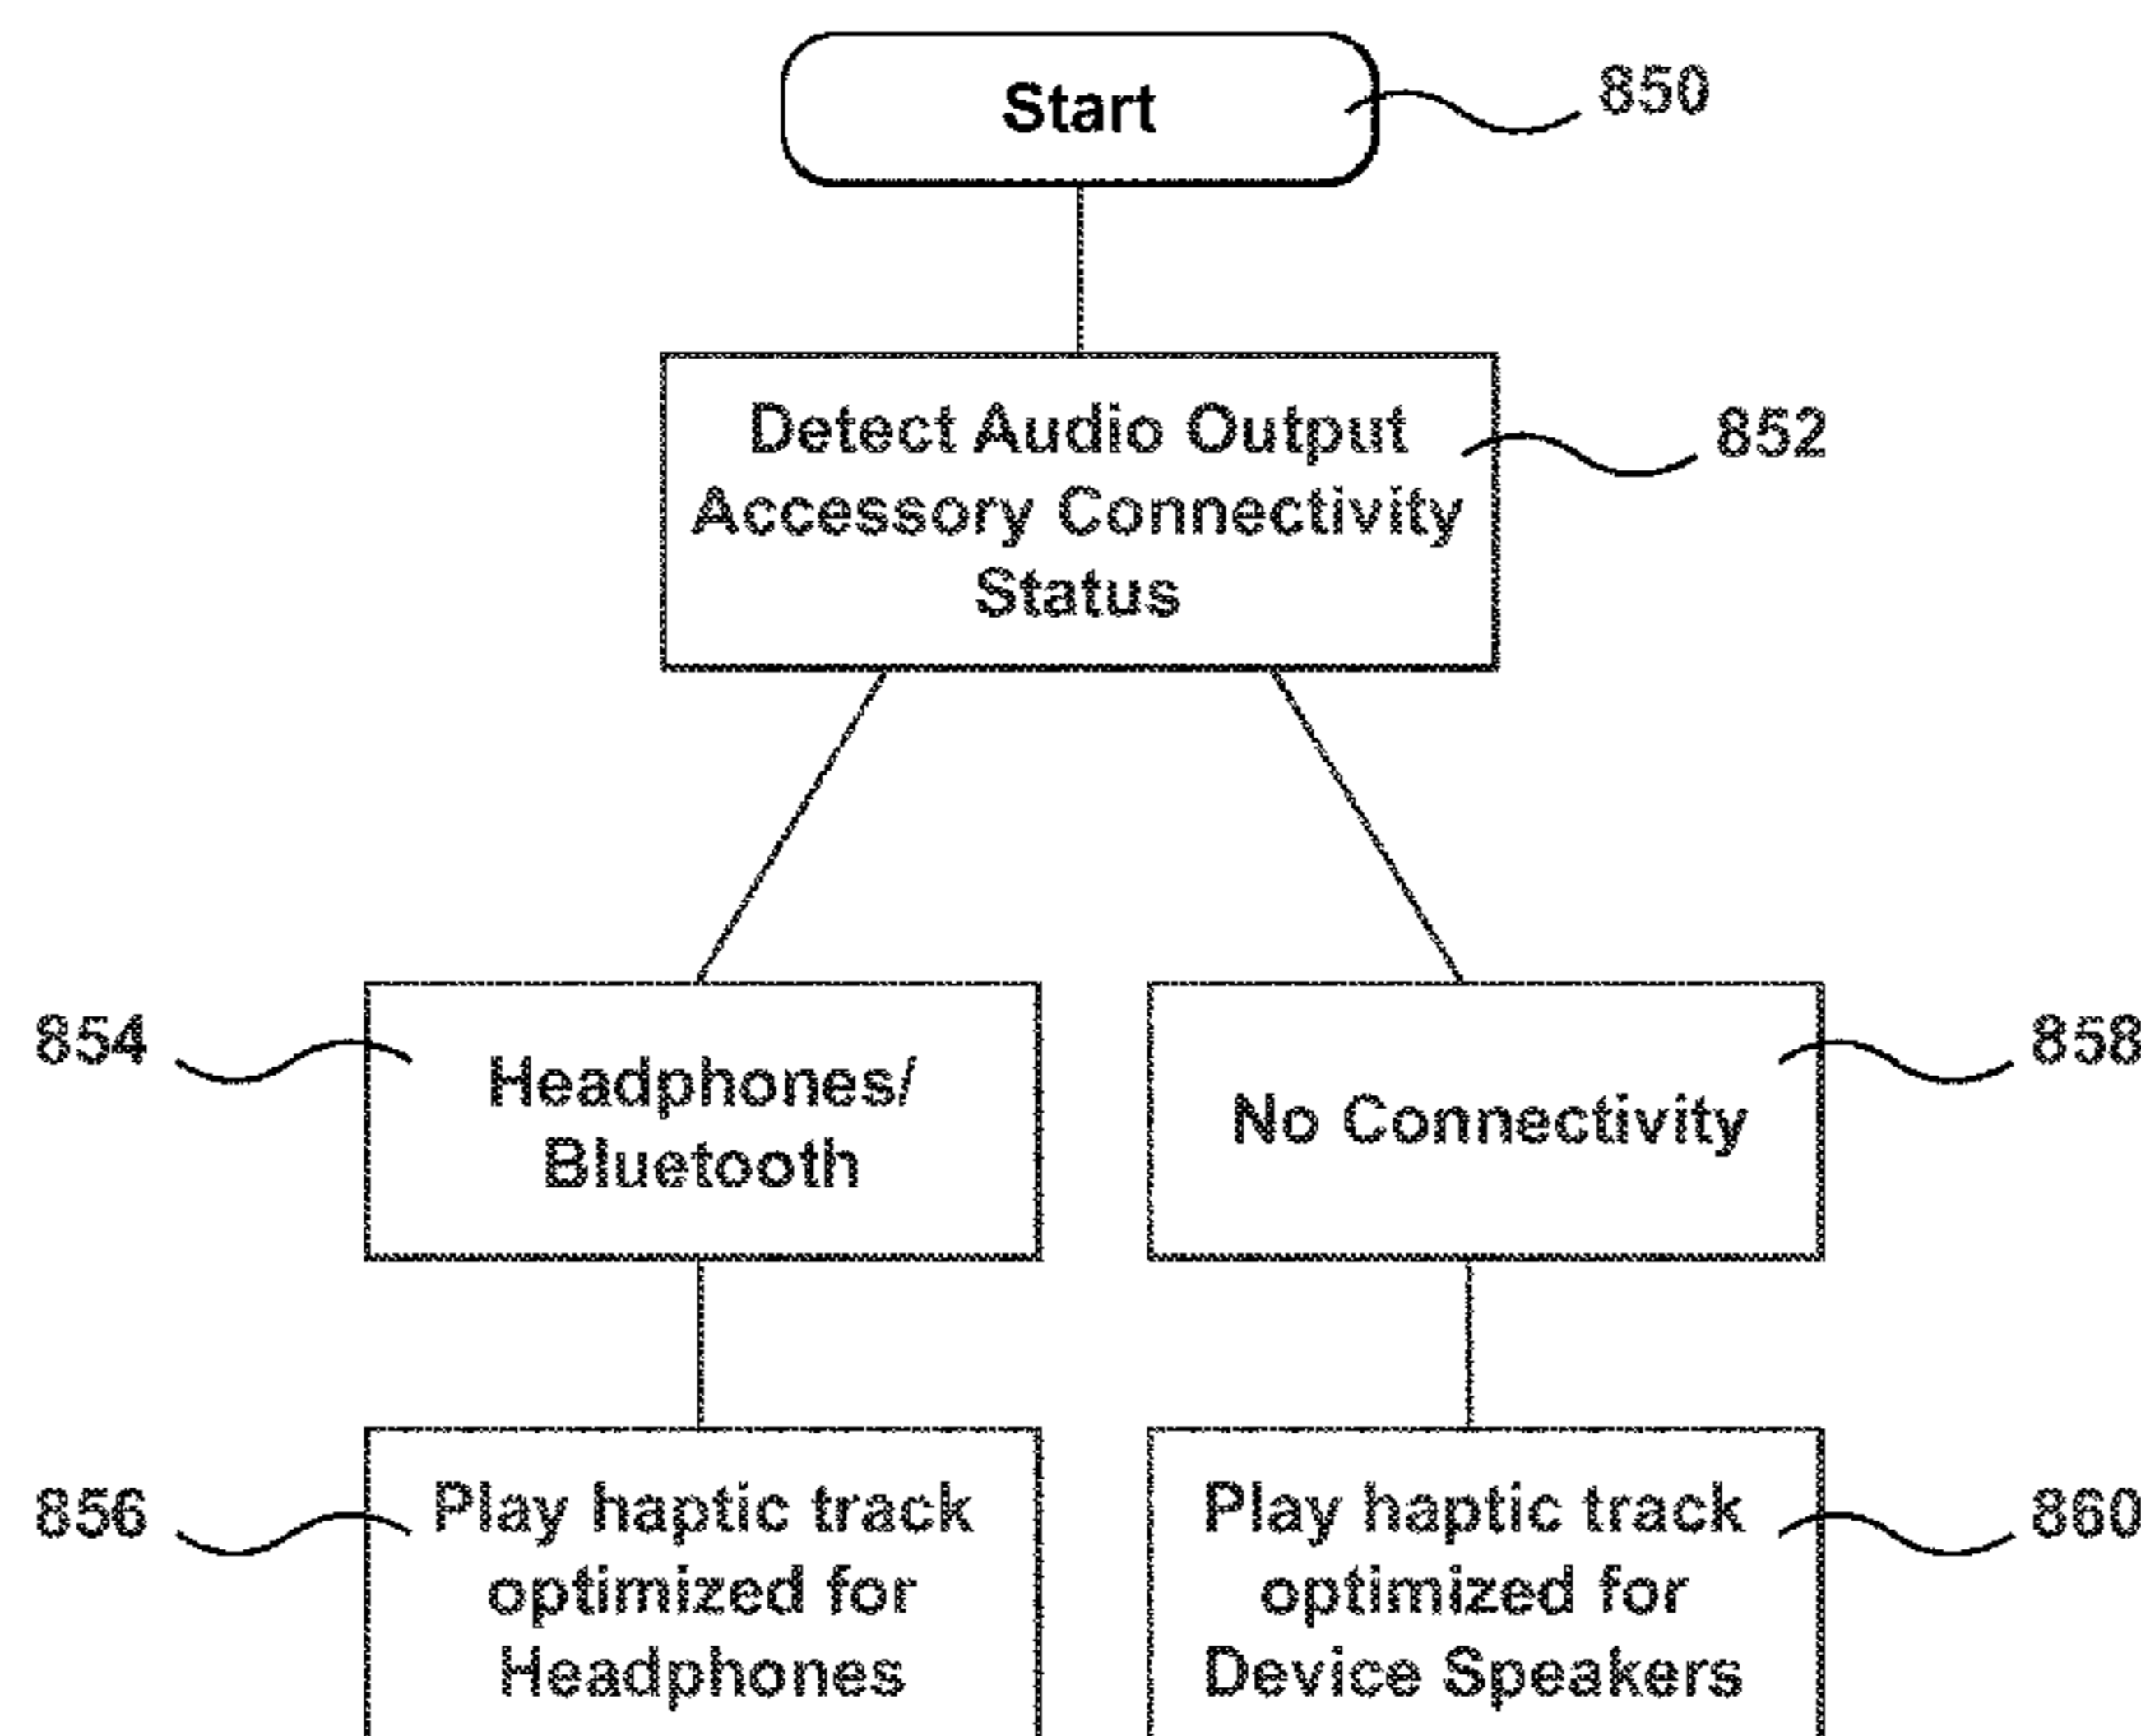 Start
850
Detect Audio Output
Accessory Connectivity
Status
852
854
Headphones/
Bluetooth
No Connectivity
858
856
Play haptic track
optimized for
Headphones
Play haptic track
optimized for
Device Speakers
860